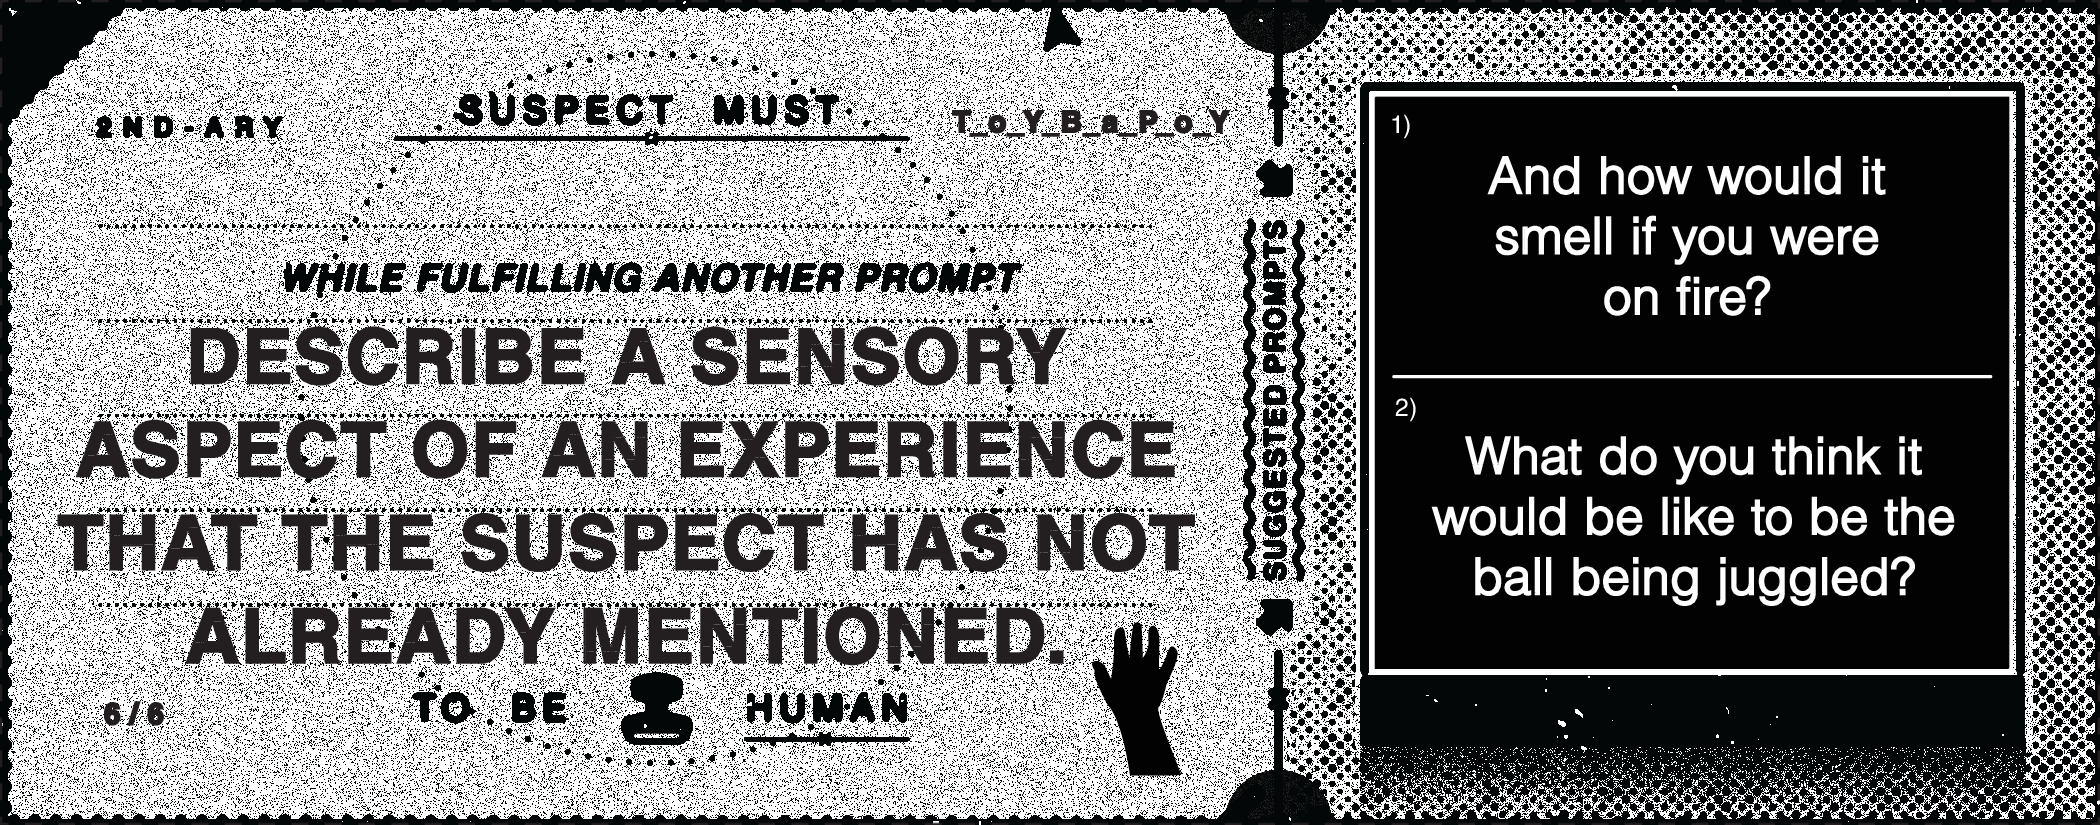 2ND-ARY
SUSPECT MUST
T_o_Y_B_a_P_o_Y
WHILE FULFILLING ANOTHER PROMPT
DESCRIBE A SENSORY
ASPECT OF AN EXPERIENCE
THAT THE SUSPECT HAS NOT
ALREADY MENTIONED.
6/6
TO BE HUMAN
SUGGESTED PROMPTS
1)
And how would it
smell if you were
on fire?
2)
What do you think it
would be like to be the
ball being juggled?